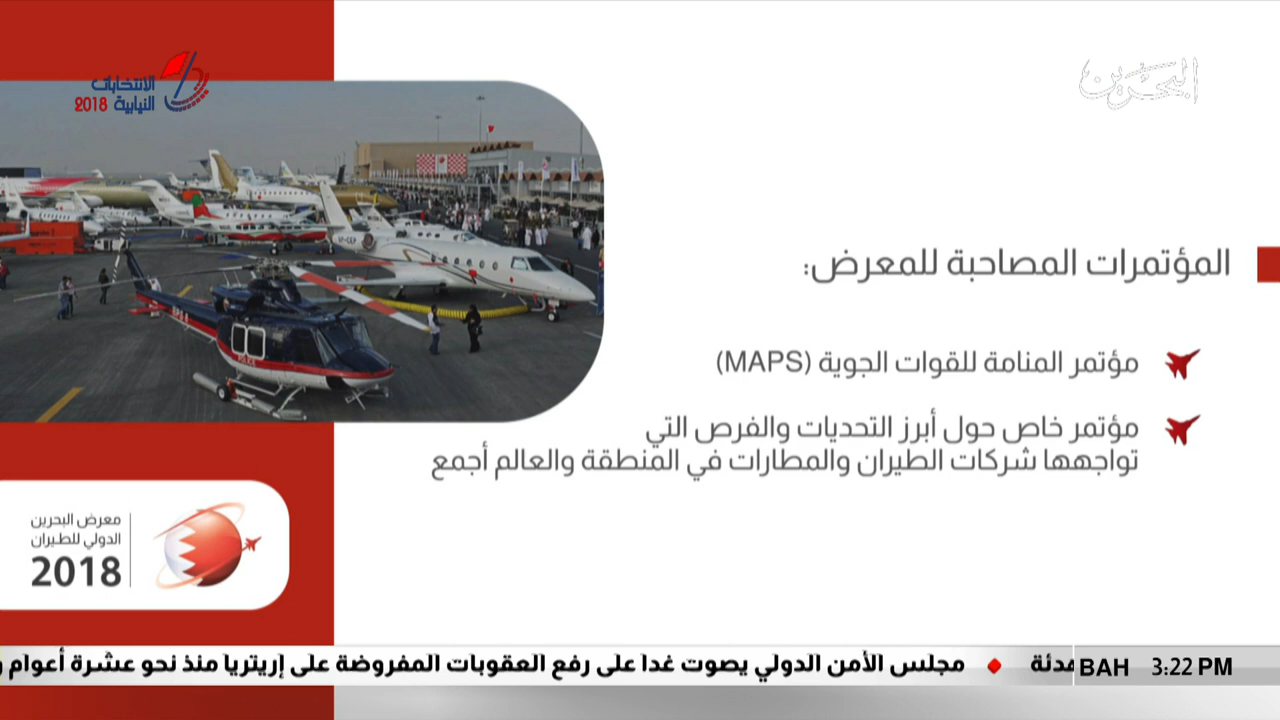 الانتخابات
النيابية 2018
البحرين
المؤتمرات المصاحبة للمعرض:
مؤتمر المنامة للقوات الجوية (MAPS)
مؤتمر خاص حول أبرز التحديات والفرص التي
تواجهها شركات الطيران والمطارات في المنطقة والعالم أجمع
معرض البحرين
الدولي للطيران
2018
مجلس الأمن الدولي يصوت غدا على رفع العقوبات المفروضة على إريتريا منذ نحو عشرة أعوام
BAH 3:22 PM